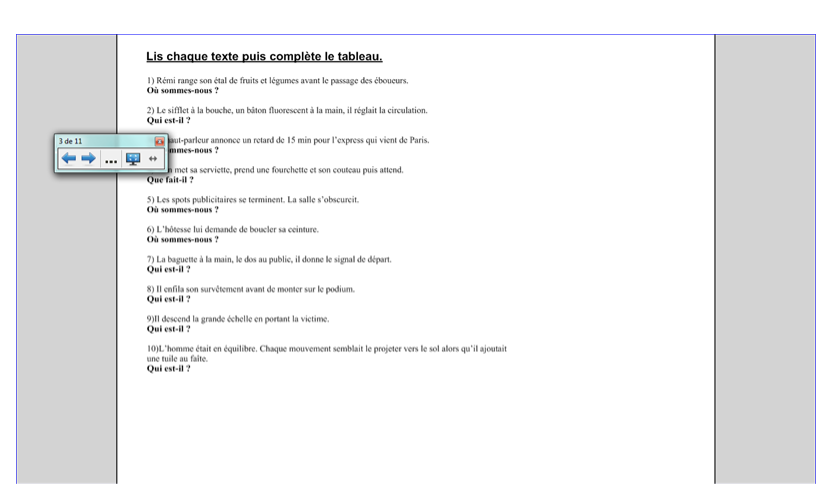 Lis chaque texte puis complète le tableau.
1) Rémi range son étal de fruits et légumes avant le passage des éboueurs.
Où sommes-nous ?
2) Le sifflet à la bouche, un bâton fluorescent à la main, il réglait la circulation.
Qui est-il ?
3 de 11
aut-parleur annonce un retard de 15 min pour l'express qui vient de Paris.
mmes-nous ?
...
n met sa serviette, prend une fourchette et son couteau puis attend.
Que fait-il ?
5) Les spots publicitaires se terminent. La salle s'obscurcit.
Où sommes-nous ?
6) L'hôtesse lui demande de boucler sa ceinture.
Où sommes-nous ?
7) La baguette à la main, le dos au public, il donne le signal de départ.
Qui est-il ?
8) Il enfila son survêtement avant de monter sur le podium.
Qui est-il ?
9)Il descend la grande échelle en portant la victime.
Qui est-il ?
10)L'homme était en équilibre. Chaque mouvement semblait le projeter vers le sol alors qu'il ajoutait
une tuile au faîte.
Qui est-il ?